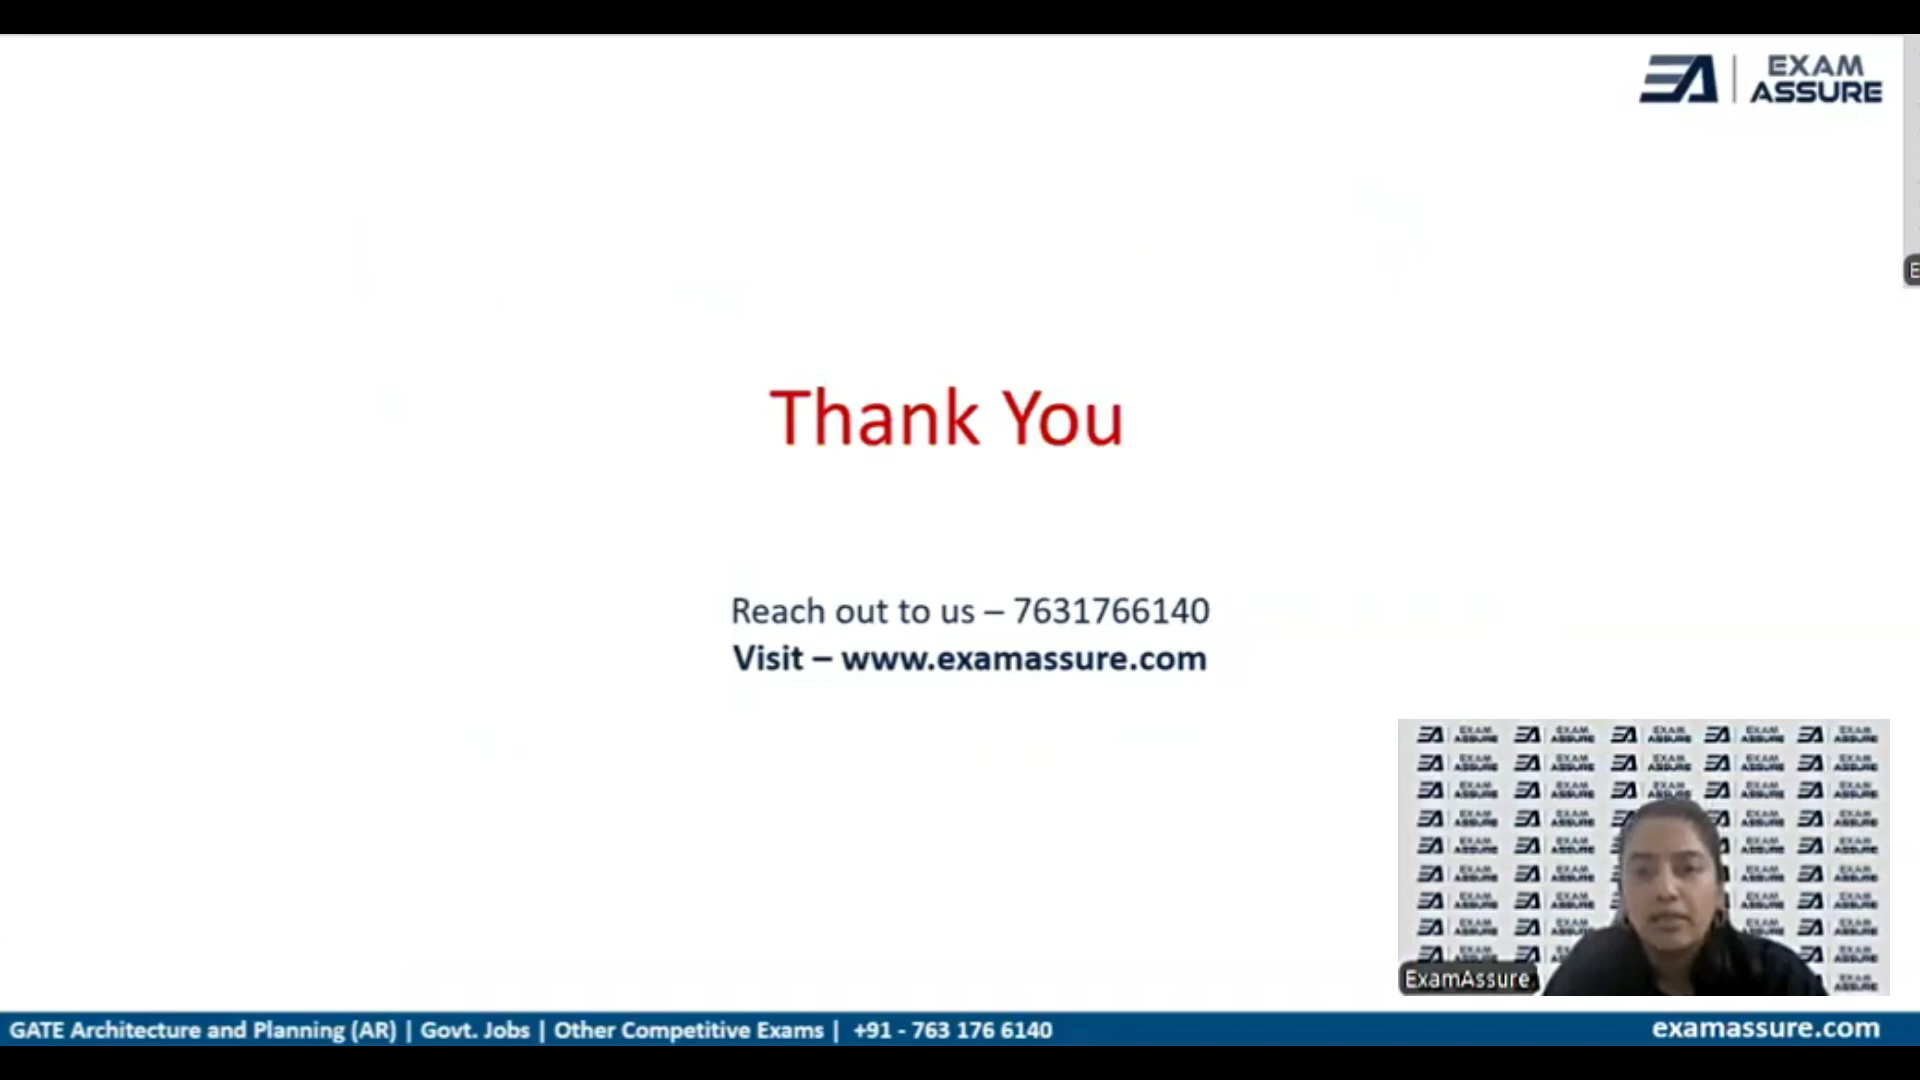 EXAM
ASSURE
Thank You
Reach out to us – 7631766140
Visit – www.examassure.com
ExamAssure
GATE Architecture and Planning (AR) | Govt. Jobs | Other Competitive Exams | +91 - 763 176 6140
examassure.com